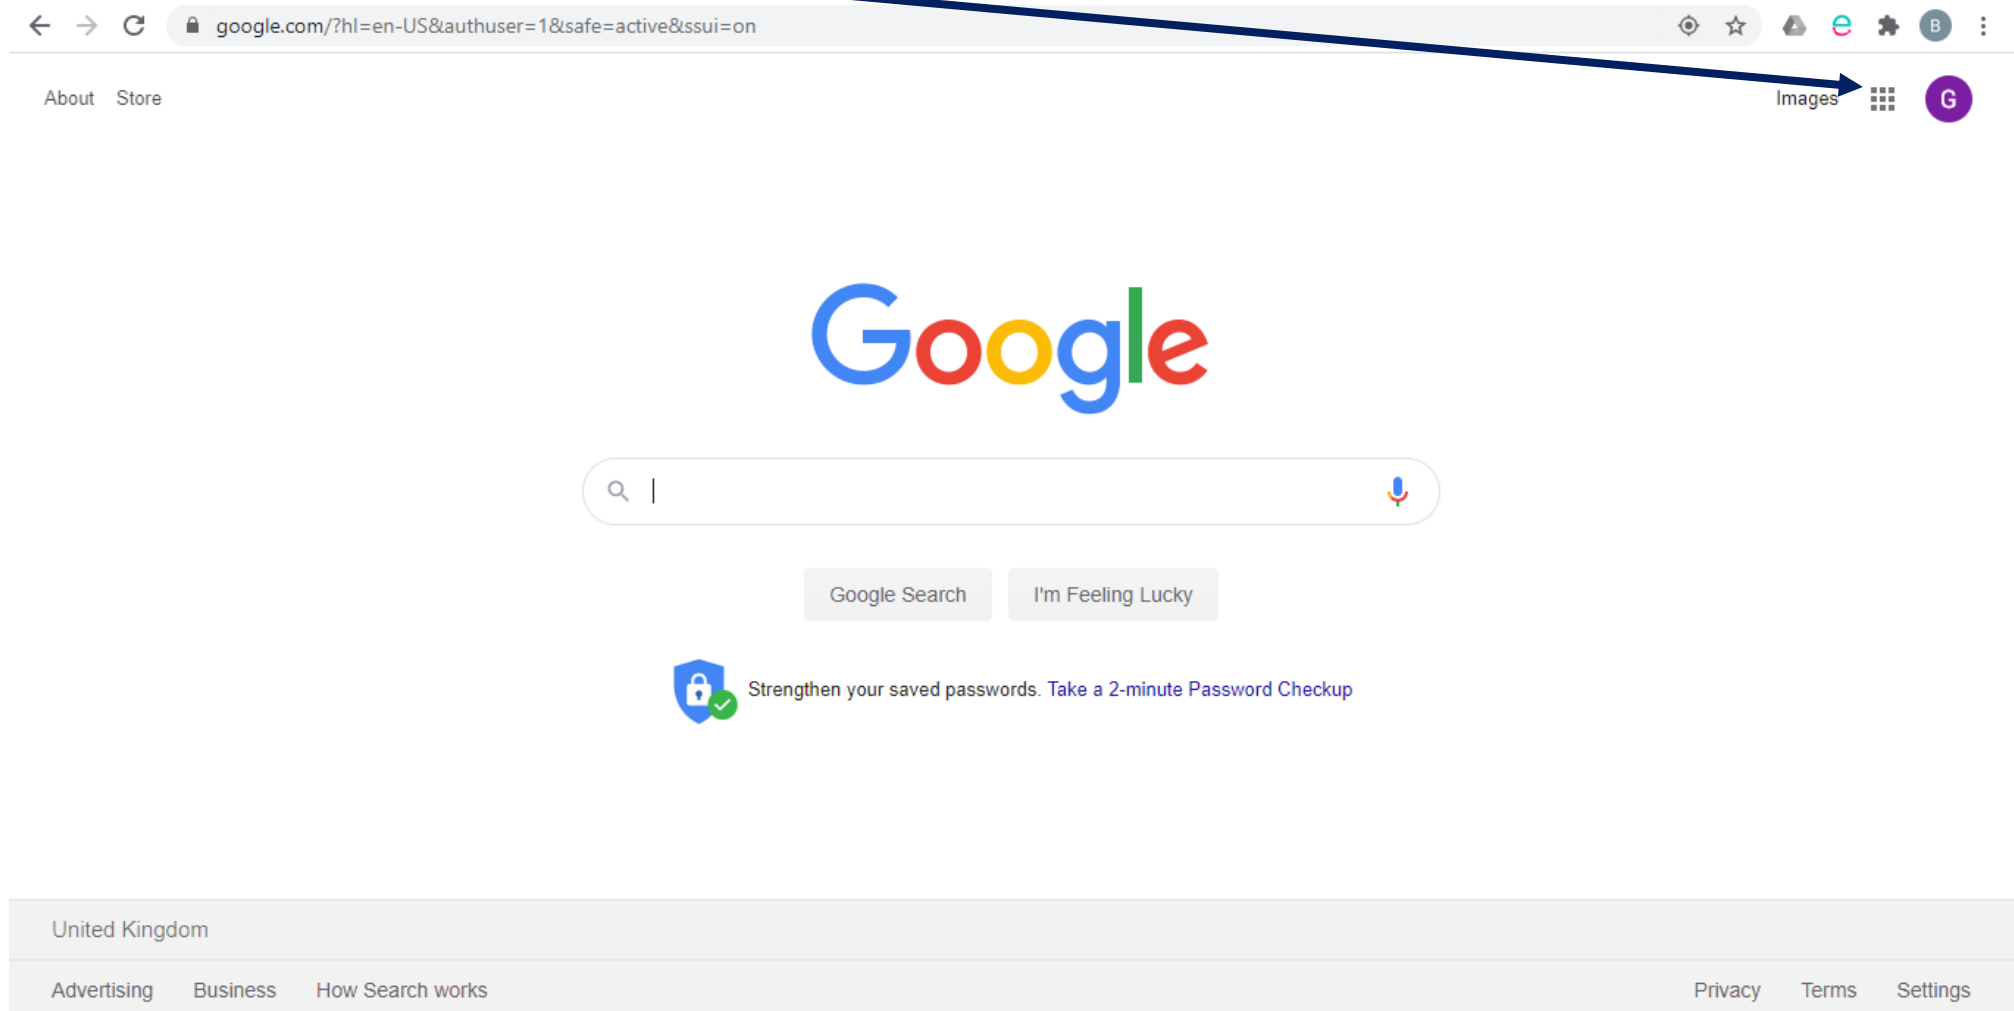 google.com/?hl=en-US&authuser=1&safe=active&ssui=on
e
B
About Store
Images
G
Google
Google Search
I'm Feeling Lucky
Strengthen your saved passwords. Take a 2-minute Password Checkup
United Kingdom
Advertising Business How Search works
Privacy Terms Settings